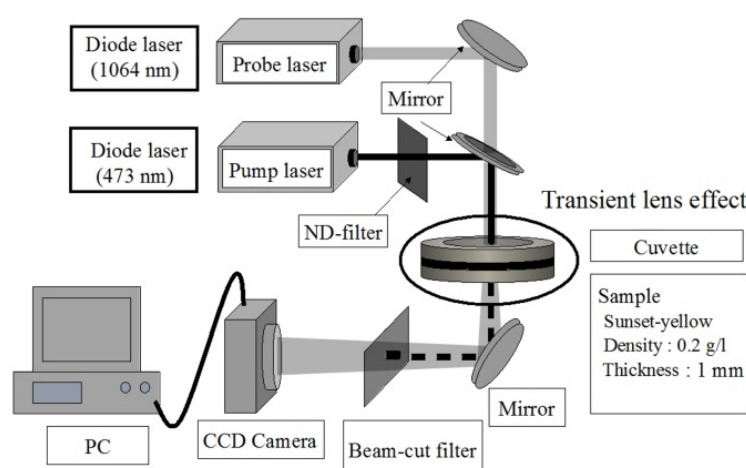 Diode laser
(1064 nm)
Probe laser
Mirror
Diode laser
(473 nm)
Pump laser
ND-filter
Transient lens effect
Cuvette
Sample
Sunset-yellow
Density : 0.2 g/l
Thickness : 1 mm
Mirror
PC
CCD Camera
Beam-cut filter